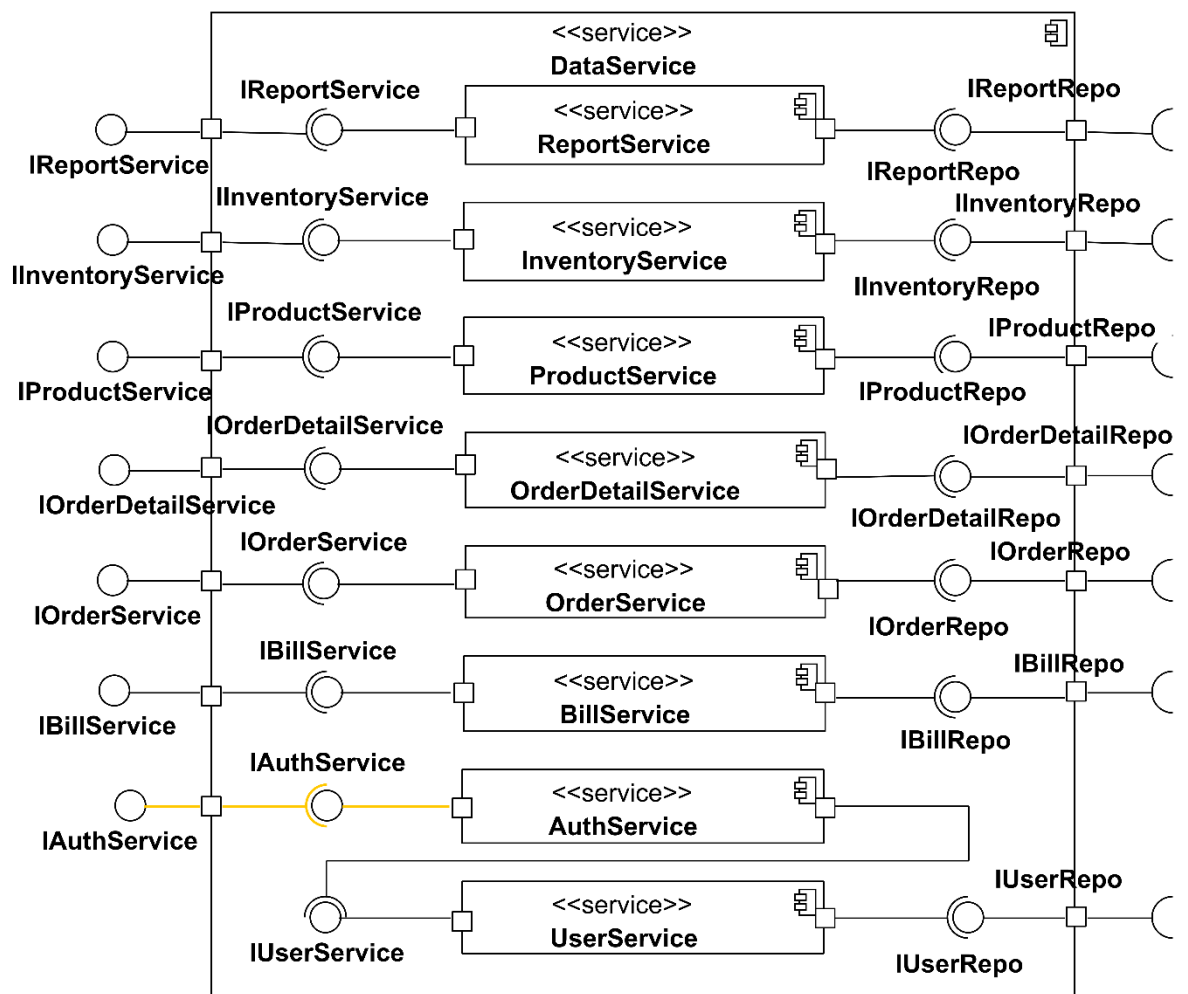 <<service>>
DataService
IReportService
<<service>>
IReportRepo
ReportService
IReportService
IReportRepo
IInventoryService
<<service>>
IInventoryRepo
InventoryService
IInventoryService
IInventoryRepo
IProductService
<<service>>
IProductRepo
ProductService
IProductService
IProductRepo
IOrderDetailService
<<service>>
IOrderDetailRepo
OrderDetailService
IOrderDetailService
IOrderDetailRepo
IOrderService
<<service>>
IOrderRepo
OrderService
IOrderService
IOrderRepo
IBillService
<<service>>
IBillRepo
BillService
IBillService
IBillRepo
IAuthService
<<service>>
AuthService
IAuthService
<<service>>
IUserRepo
UserService
IUserService
IUserRepo